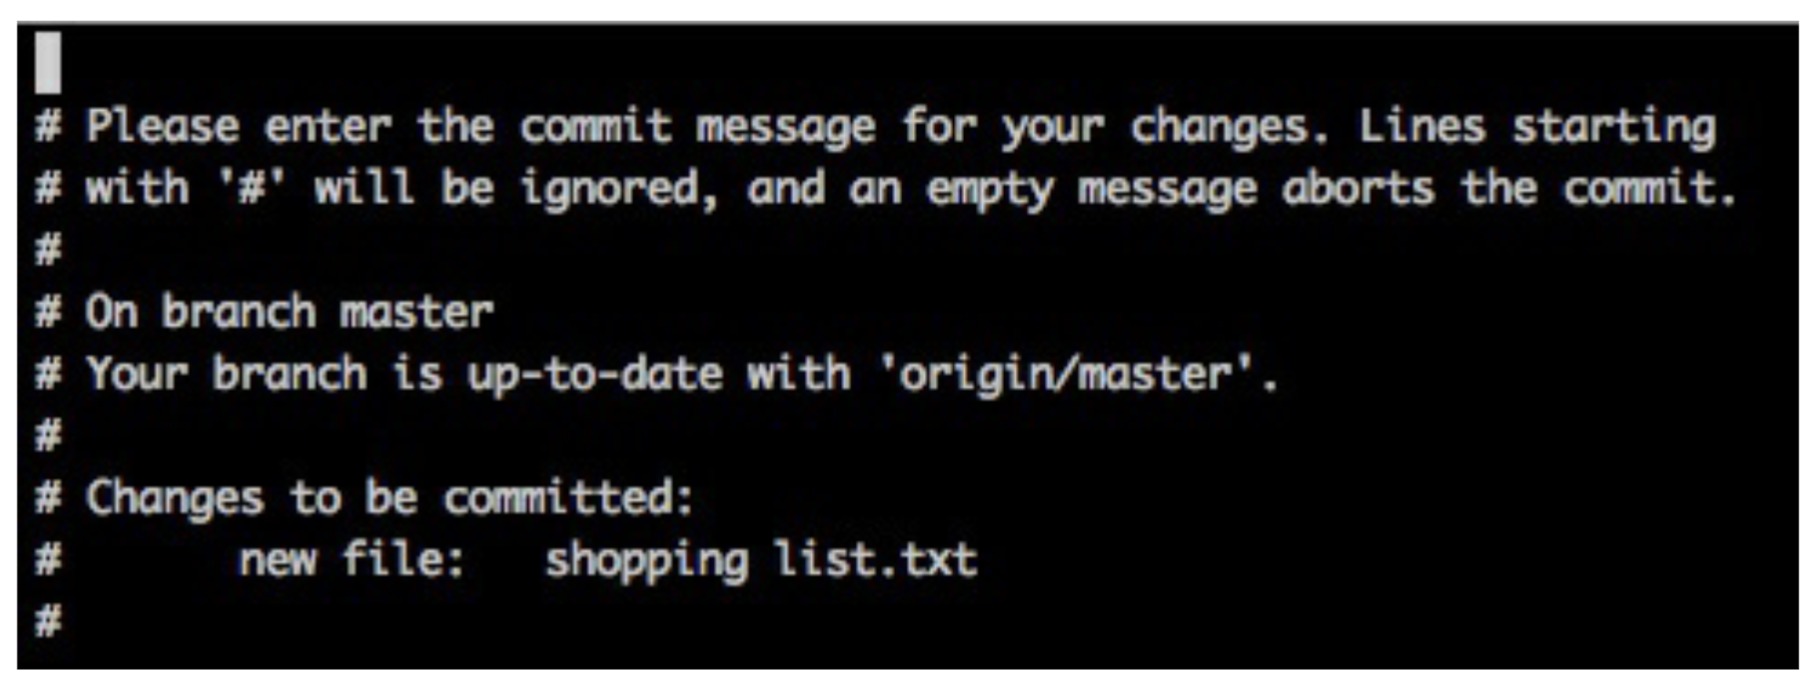 # Please enter the commit message for your changes. Lines starting
# with '#' will be ignored, and an empty message aborts the commit.
#
# On branch master
# Your branch is up-to-date with 'origin/master'.
#
# Changes to be committed:
#       new file:   shopping list.txt
#